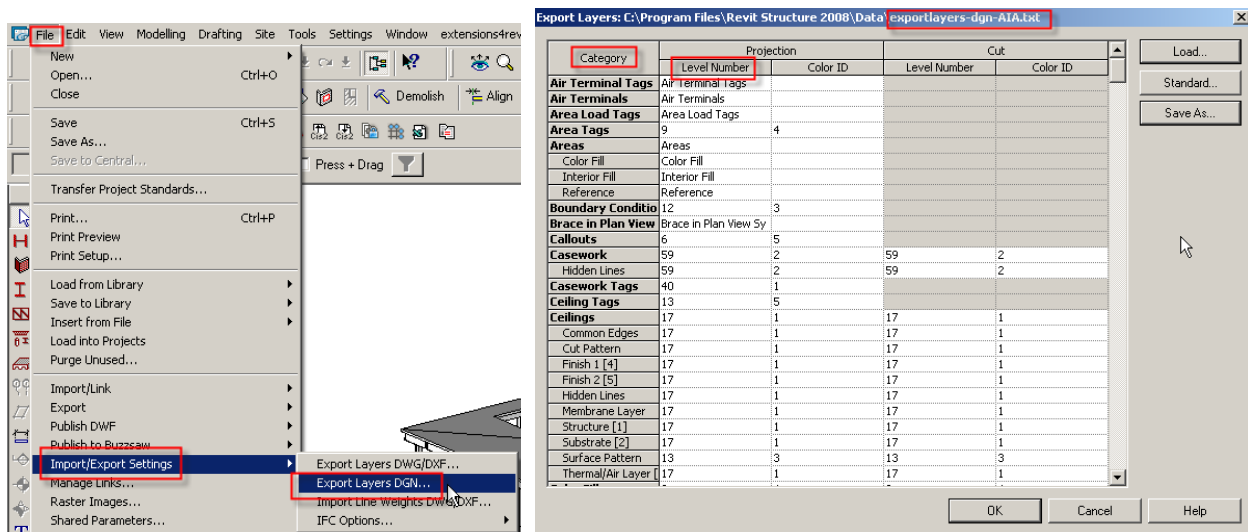 File Edit View Modelling Drafting Site Tools Settings Window extensions4rev
New
Open... Ctrl+O
Close
Save Ctrl+S
Save As...
Save to Central...
Transfer Project Standards...
Print... Ctrl+P
Print Preview
Print Setup...
Load from Library
Save to Library
Insert from File
Load into Projects
Purge Unused...
Import/Link
Export
Publish DWF
Publish to Buzzsaw
Import/Export Settings
Manage Links...
Raster Images...
Shared Parameters...
Demolish Align
Cis2 Cis2
Press + Drag
Export Layers DWG/DXF...
Export Layers DGN...
Import Line Weights DWG/DXF...
IFC Options...
Export Layers: C:\Program Files\Revit Structure 2008\Data\exportlayers-dgn-AIA.txt
Category Projection Cut
Level Number Color ID Level Number Color ID
Air Terminal Tags Air Terminal Tags
Air Terminals Air Terminals
Area Load Tags Area Load Tags
Area Tags 9 4
Areas Areas
Color Fill Color Fill
Interior Fill Interior Fill
Reference Reference
Boundary Conditio 12 3
Brace in Plan View Brace in Plan View Sy
Callouts 6 5
Casework 59 2 59 2
Hidden Lines 59 2 59 2
Casework Tags 40 1
Ceiling Tags 13 5
Ceilings 17 1 17 1
Common Edges 17 1 17 1
Cut Pattern 17 1 17 1
Finish 1 [4] 17 1 17 1
Finish 2 [5] 17 1 17 1
Hidden Lines 17 1 17 1
Membrane Layer 17 1 17 1
Structure [1] 17 1 17 1
Substrate [2] 17 1 17 1
Surface Pattern 13 3 13 3
Thermal/Air Layer [ 17 1 17 1
Load...
Standard...
Save As...
OK Cancel Help